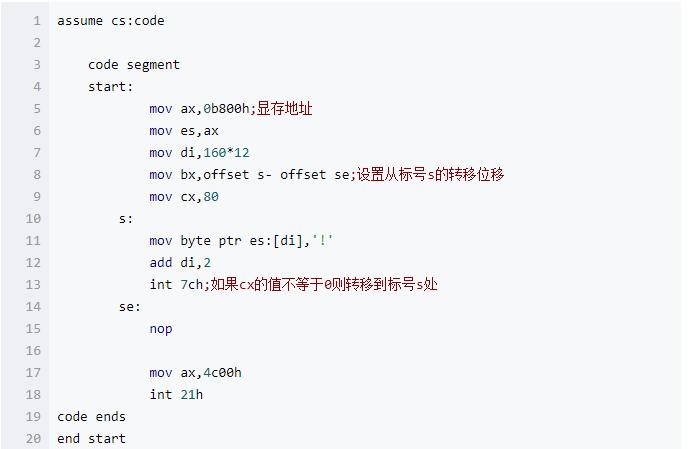 1 assume cs:code
2
3 code segment
4 start:
5 mov ax,0b800h;显存地址
6 mov es,ax
7 mov di,160*12
8 mov bx,offset s- offset se;设置从标号s的转移位移
9 mov cx,80
10 s:
11 mov byte ptr es:[di],'!'
12 add di,2
13 int 7ch;如果cx的值不等于0则转移到标号s处
14 se:
15 nop
16
17 mov ax,4c00h
18 int 21h
19 code ends
20 end start